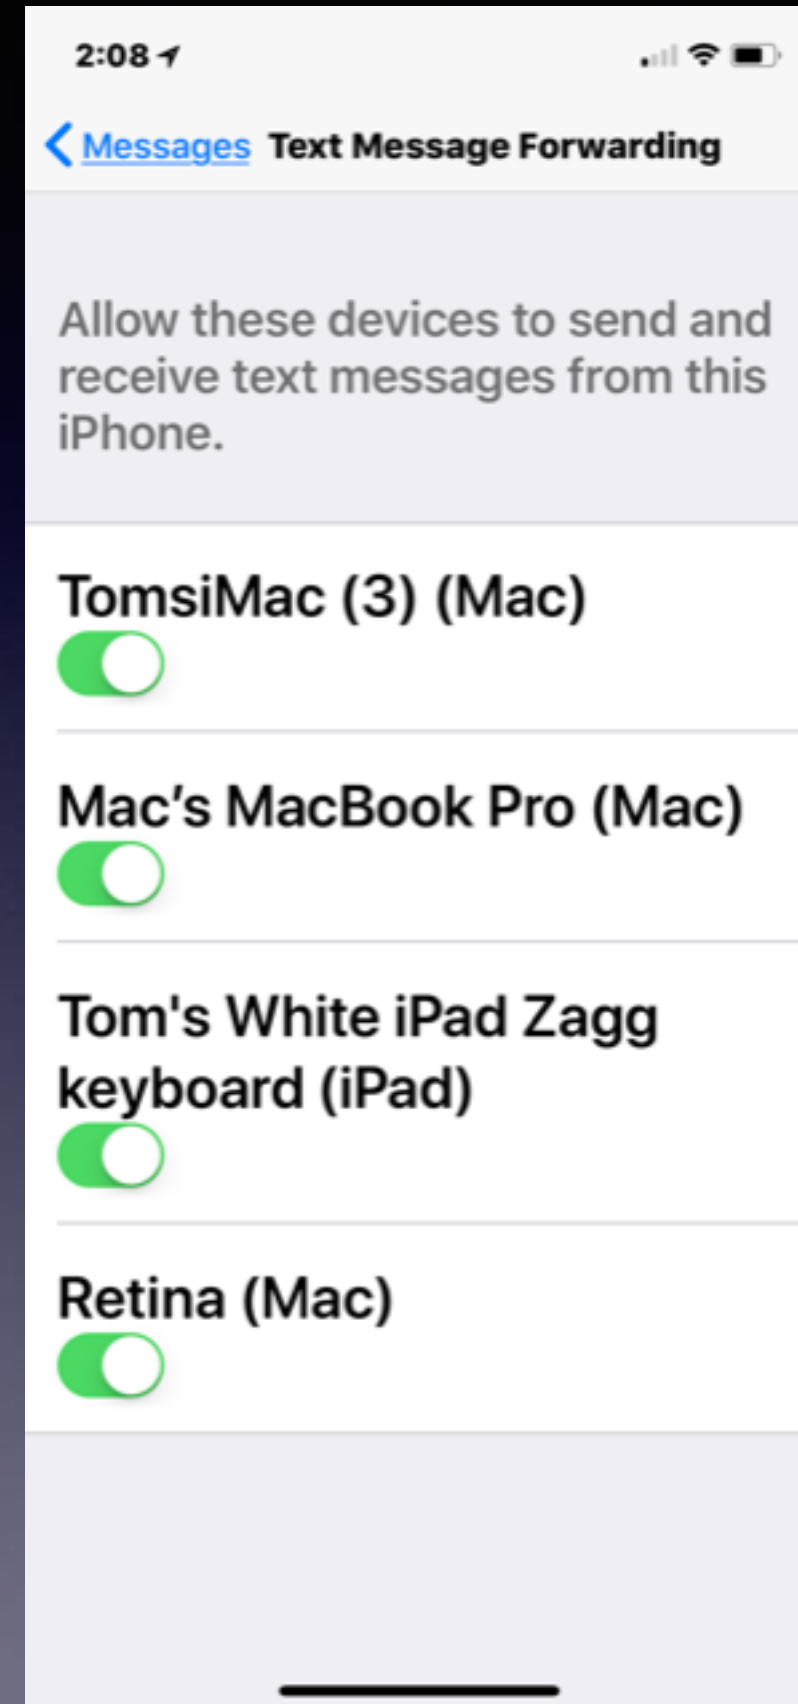 2:08
Messages Text Message Forwarding
Allow these devices to send and
receive text messages from this
iPhone.
TomsiMac (3) (Mac)
Mac’s MacBook Pro (Mac)
Tom's White iPad Zagg
keyboard (iPad)
Retina (Mac)